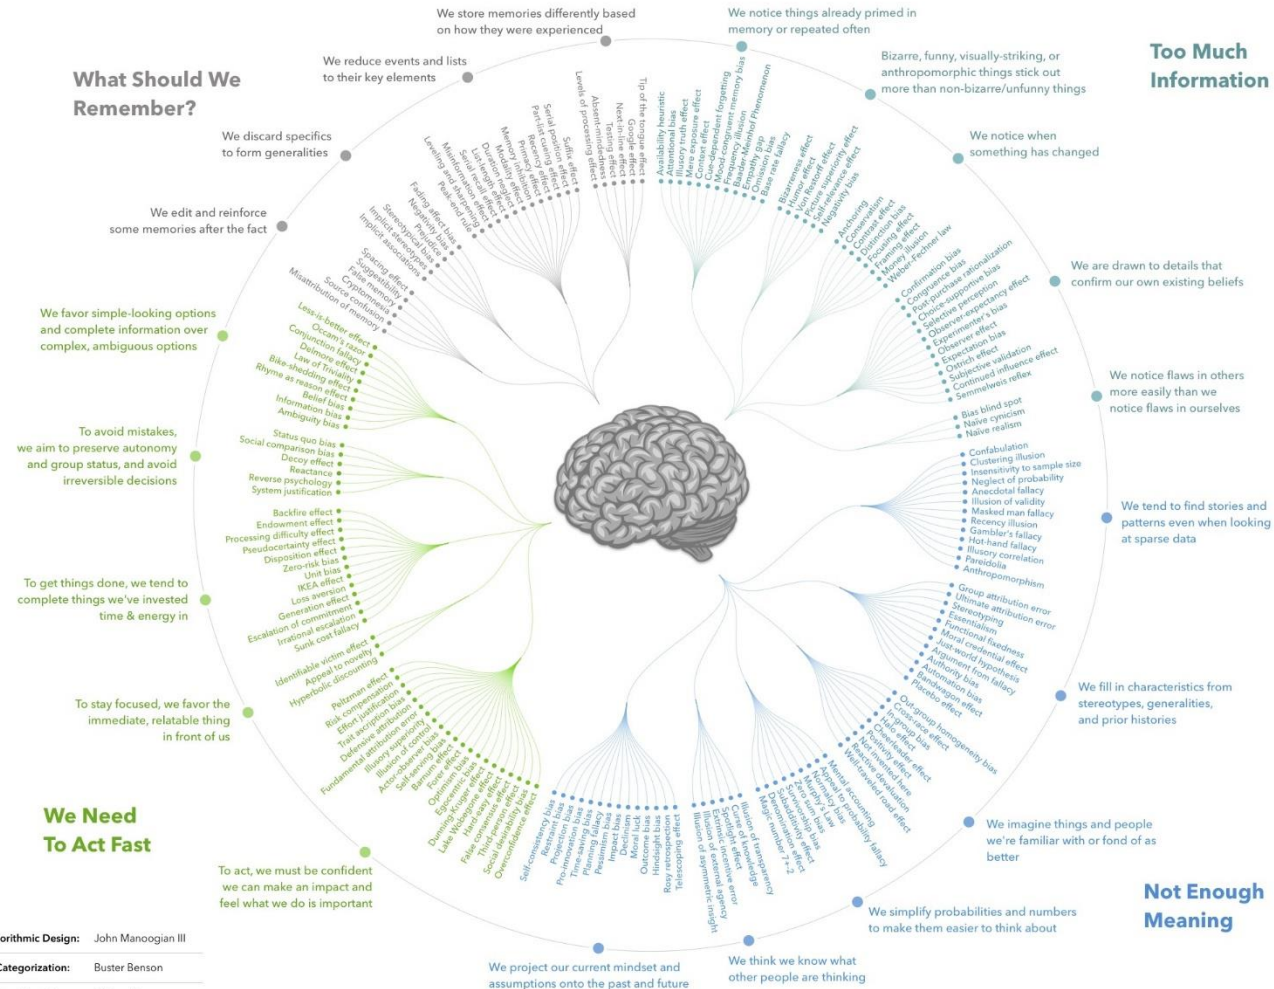 What Should We
Remember?
We store memories differently based
on how they were experienced
We reduce events and lists
to their key elements
We discard specifics
to form generalities
We edit and reinforce
some memories after the fact
Tip of the tongue effect
Google effect
Next-in-line effect
Testing effect
Absent-mindedness
Levels of processing effect
Suffix effect
Serial position effect
Part-list cueing effect
Recency effect
Primacy effect
Memory inhibition
Modality effect
Duration neglect
List-length effect
Serial recall effect
Misinformation effect
Leveling and sharpening
Peak-end rule
Fading affect bias
Negativity bias
Prejudice
Stereotypical bias
Implicit stereotypes
Implicit associations
Spacing effect
Suggestibility
False memory
Cryptomnesia
Source confusion
Misattribution of memory
Too Much
Information
We notice things already primed in
memory or repeated often
Bizarre, funny, visually-striking, or
anthropomorphic things stick out
more than non-bizarre/unfunny things
We notice when
something has changed
We are drawn to details that
confirm our own existing beliefs
We notice flaws in others
more easily than we
notice flaws in ourselves
Availability heuristic
Attentional bias
Illusory truth effect
Mere exposure effect
Context effect
Cue-dependent forgetting
Mood-congruent memory bias
Frequency illusion
Baader-Meinhof Phenomenon
Empathy gap
Omission bias
Base rate fallacy
Bizarreness effect
Humor effect
Von Restorff effect
Picture superiority effect
Self-relevance effect
Negativity bias
Anchoring
Conservatism
Contrast effect
Distinction bias
Focusing effect
Framing effect
Money illusion
Weber–Fechner law
Confirmation bias
Congruence bias
Post-purchase rationalization
Choice-supportive bias
Selective perception
Observer-expectancy effect
Experimenter's bias
Observer effect
Expectation bias
Ostrich effect
Subjective validation
Continued influence effect
Semmelweis reflex
Bias blind spot
Naïve cynicism
Naïve realism
Not Enough
Meaning
We tend to find stories and
patterns even when looking
at sparse data
We fill in characteristics from
stereotypes, generalities,
and prior histories
We imagine things and people
we're familiar with or fond of as
better
We simplify probabilities and numbers
to make them easier to think about
We think we know what
other people are thinking
We project our current mindset and
assumptions onto the past and future
Confabulation
Clustering illusion
Insensitivity to sample size
Neglect of probability
Anecdotal fallacy
Illusion of validity
Masked man fallacy
Recency illusion
Gambler's fallacy
Hot-hand fallacy
Illusory correlation
Pareidolia
Anthropomorphism
Group attribution error
Ultimate attribution error
Stereotyping
Essentialism
Functional fixedness
Moral credential effect
Just-world hypothesis
Argument from fallacy
Authority bias
Automation bias
Bandwagon effect
Placebo effect
Out-group homogeneity bias
Cross-race effect
In-group bias
Halo effect
Cheerleader effect
Positivity effect
Not invented here
Reactive devaluation
Well-traveled road effect
Mental accounting
Appeal to probability fallacy
Normalcy bias
Murphy's Law
Zero sum bias
Survivorship bias
Subadditivity effect
Denomination effect
Magic number 7+-2
Illusion of transparency
Curse of knowledge
Spotlight effect
Extrinsic incentive error
Illusion of external agency
Illusion of asymmetric insight
Telescoping effect
Rosy retrospection
Hindsight bias
Outcome bias
Moral luck
Declinism
Impact bias
Pessimism bias
Planning fallacy
Time-saving bias
Pro-innovation bias
Projection bias
Restraint bias
Self-consistency bias
We Need
To Act Fast
We favor simple-looking options
and complete information over
complex, ambiguous options
To avoid mistakes,
we aim to preserve autonomy
and group status, and avoid
irreversible decisions
To get things done, we tend to
complete things we've invested
time & energy in
To stay focused, we favor the
immediate, relatable thing
in front of us
To act, we must be confident
we can make an impact and
feel what we do is important
Less-is-better effect
Occam's razor
Conjunction fallacy
Delmore effect
Law of Triviality
Bike-shedding effect
Rhyme as reason effect
Belief bias
Information bias
Ambiguity bias
Status quo bias
Social comparison bias
Decoy effect
Reactance
Reverse psychology
System justification
Backfire effect
Endowment effect
Processing difficulty effect
Pseudocertainty effect
Disposition effect
Zero-risk bias
Unit bias
IKEA effect
Loss aversion
Generation effect
Escalation of commitment
Irrational escalation
Sunk cost fallacy
Identifiable victim effect
Appeal to novelty
Hyperbolic discounting
Peltzman effect
Risk compensation
Effort justification
Trait ascription bias
Defensive attribution
Fundamental attribution error
Illusory superiority
Illusion of control
Actor-observer bias
Self-serving bias
Barnum effect
Forer effect
Optimism bias
Egocentric bias
Dunning-Kruger effect
Lake Wobegone effect
Hard-easy effect
False consensus effect
Third-person effect
Social desirability bias
Overconfidence effect
orithmic Design: John Manoogian III
Categorization: Buster Benson